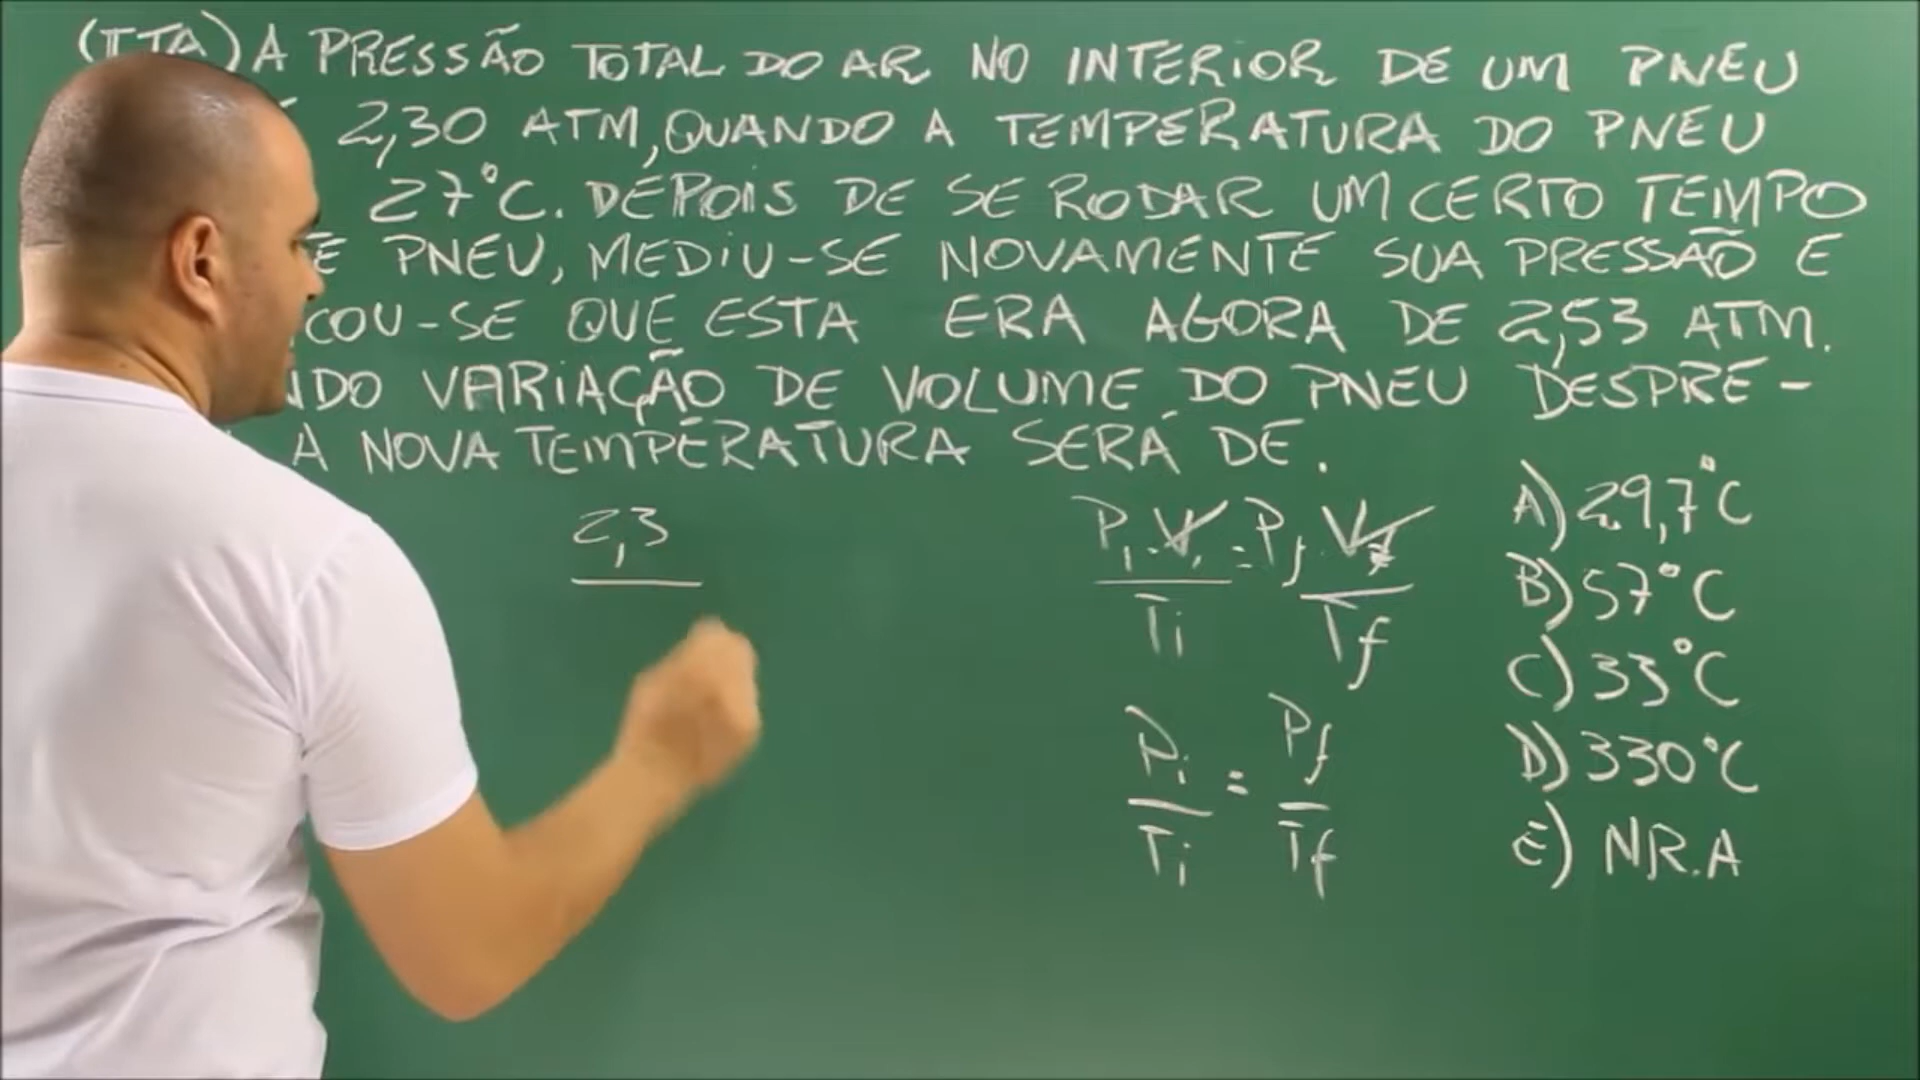 (ITA) A PRESSÃO TOTAL DO AR NO INTERIOR DE UM PNEU
2,30 ATM, QUANDO A TEMPERATURA DO PNEU
27°C. DEPOIS DE SE RODAR UM CERTO TEMPO
E PNEU, MEDIU-SE NOVAMENTE SUA PRESSÃO E
COU-SE QUE ESTA ERA AGORA DE 2,53 ATM.
NDO VARIAÇÃO DE VOLUME DO PNEU DESPRE-
A NOVA TEMPERATURA SERÁ DE.
2,3
Pi.Vi = Pf.Vf
Ti Tf
Pi = Pf
Ti Tf
A) 29,7°C
B) 57°C
C) 33°C
D) 330°C
E) N.R.A